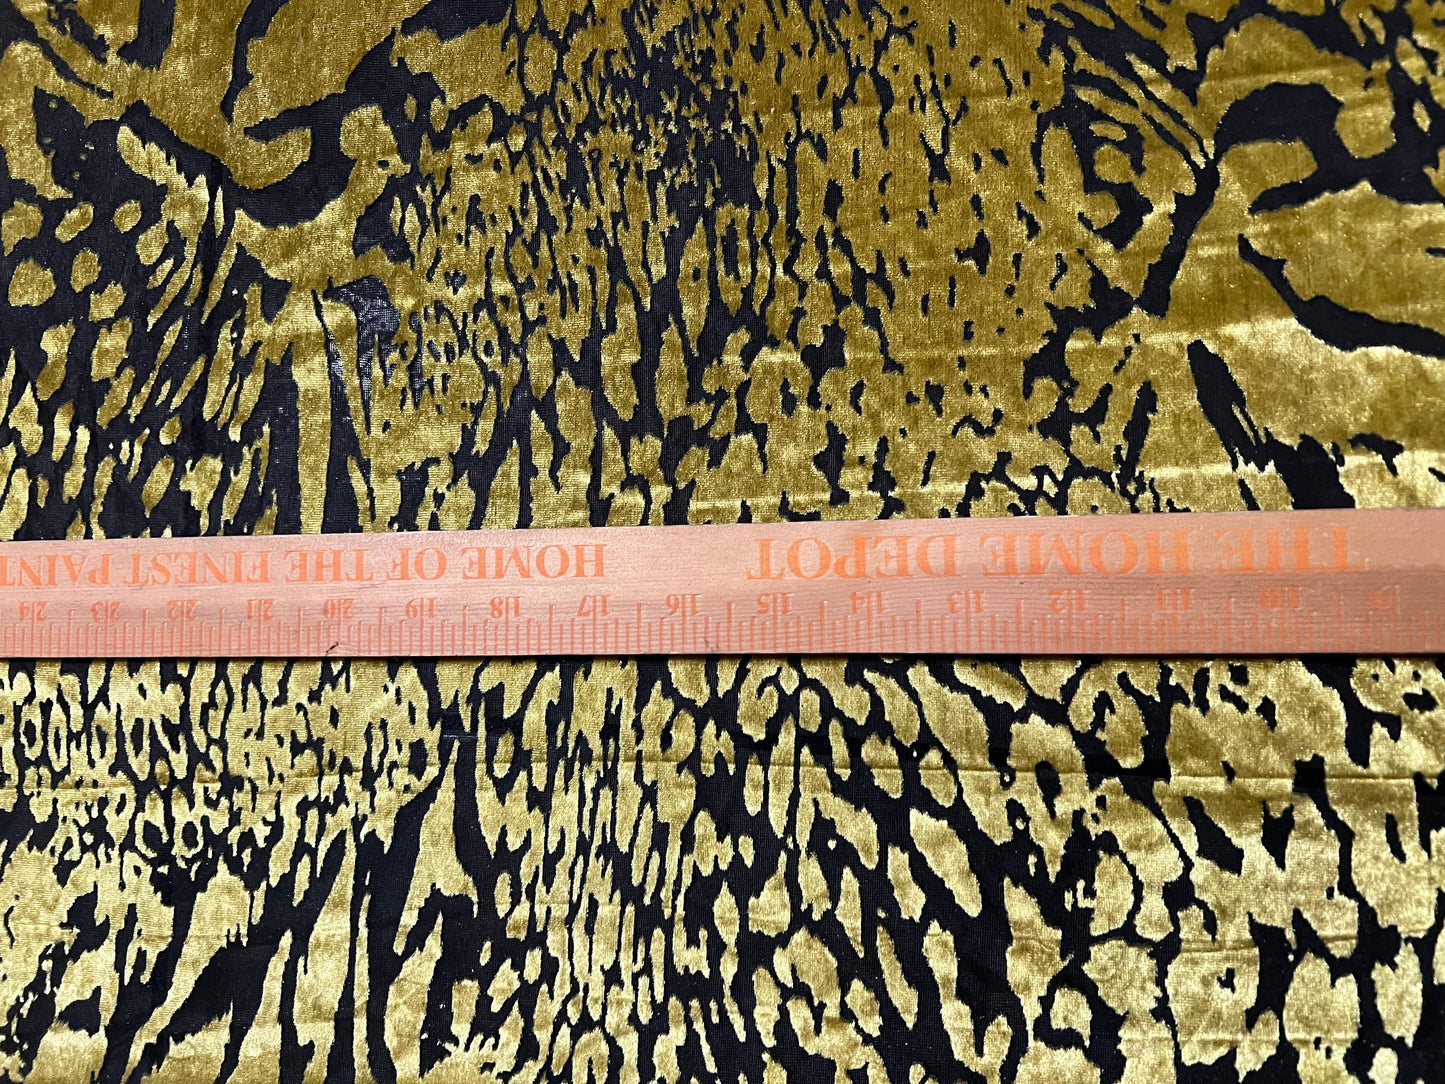 THE HOME DEPOT HOME OF THE FINEST PAINT
9 10 11 12 13 14 15 16 17 18 19 20 21 22 23 24